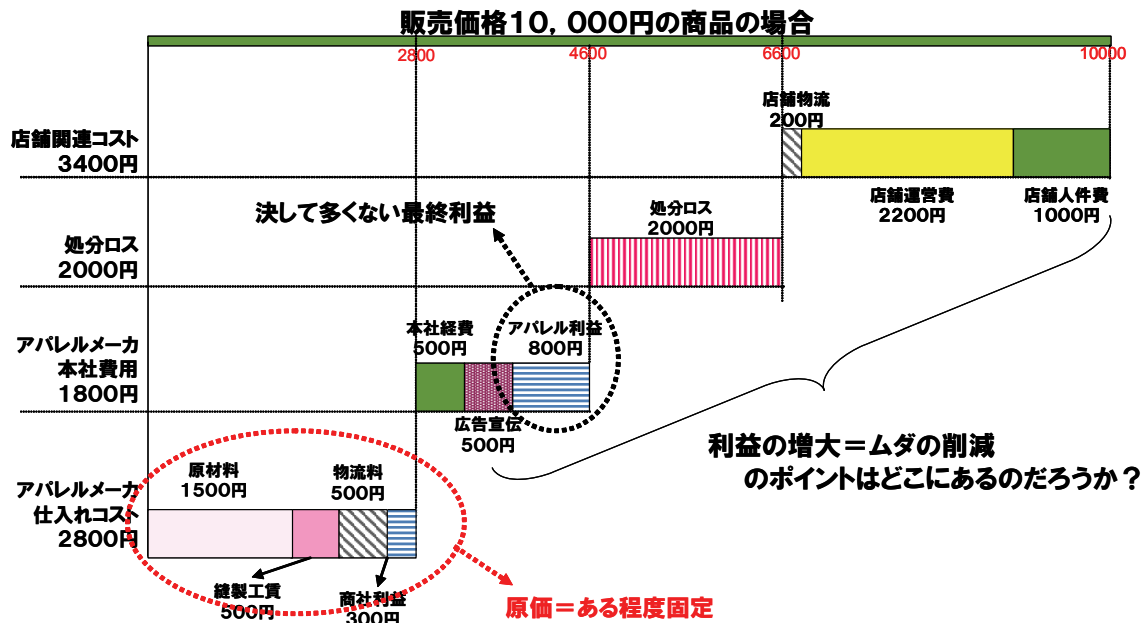 販売価格10,000円の商品の場合
2800
4600
6600
10000
店舗関連コスト
3400円
店舗物流
200円
店舗運営費
2200円
店舗人件費
1000円
決して多くない最終利益
処分ロス
2000円
処分ロス
2000円
アパレルメーカ
本社費用
1800円
本社経費
500円
アパレル利益
800円
広告宣伝
500円
利益の増大=ムダの削減
のポイントはどこにあるのだろうか?
アパレルメーカ
仕入れコスト
2800円
原材料
1500円
物流料
500円
縫製工賃
500円
商社利益
300円
原価=ある程度固定